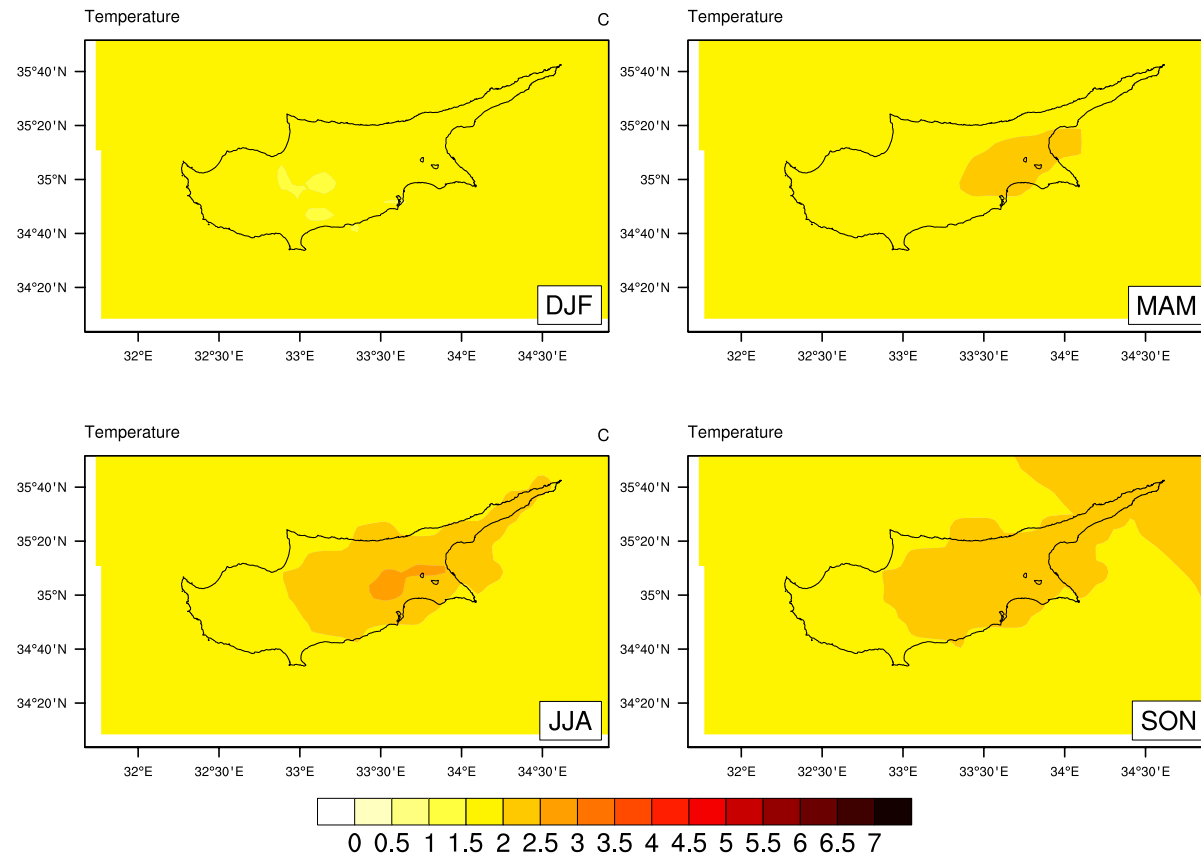 Temperature C Temperature
35°40'N 35°40'N
35°20'N 35°20'N
35°N 35°N
34°40'N 34°40'N
34°20'N 34°20'N
DJF MAM
32°E 32°30'E 33°E 33°30'E 34°E 34°30'E 32°E 32°30'E 33°E 33°30'E 34°E 34°30'E
Temperature C Temperature
35°40'N 35°40'N
35°20'N 35°20'N
35°N 35°N
34°40'N 34°40'N
34°20'N 34°20'N
JJA SON
32°E 32°30'E 33°E 33°30'E 34°E 34°30'E 32°E 32°30'E 33°E 33°30'E 34°E 34°30'E
0 0.5 1 1.5 2 2.5 3 3.5 4 4.5 5 5.5 6 6.5 7